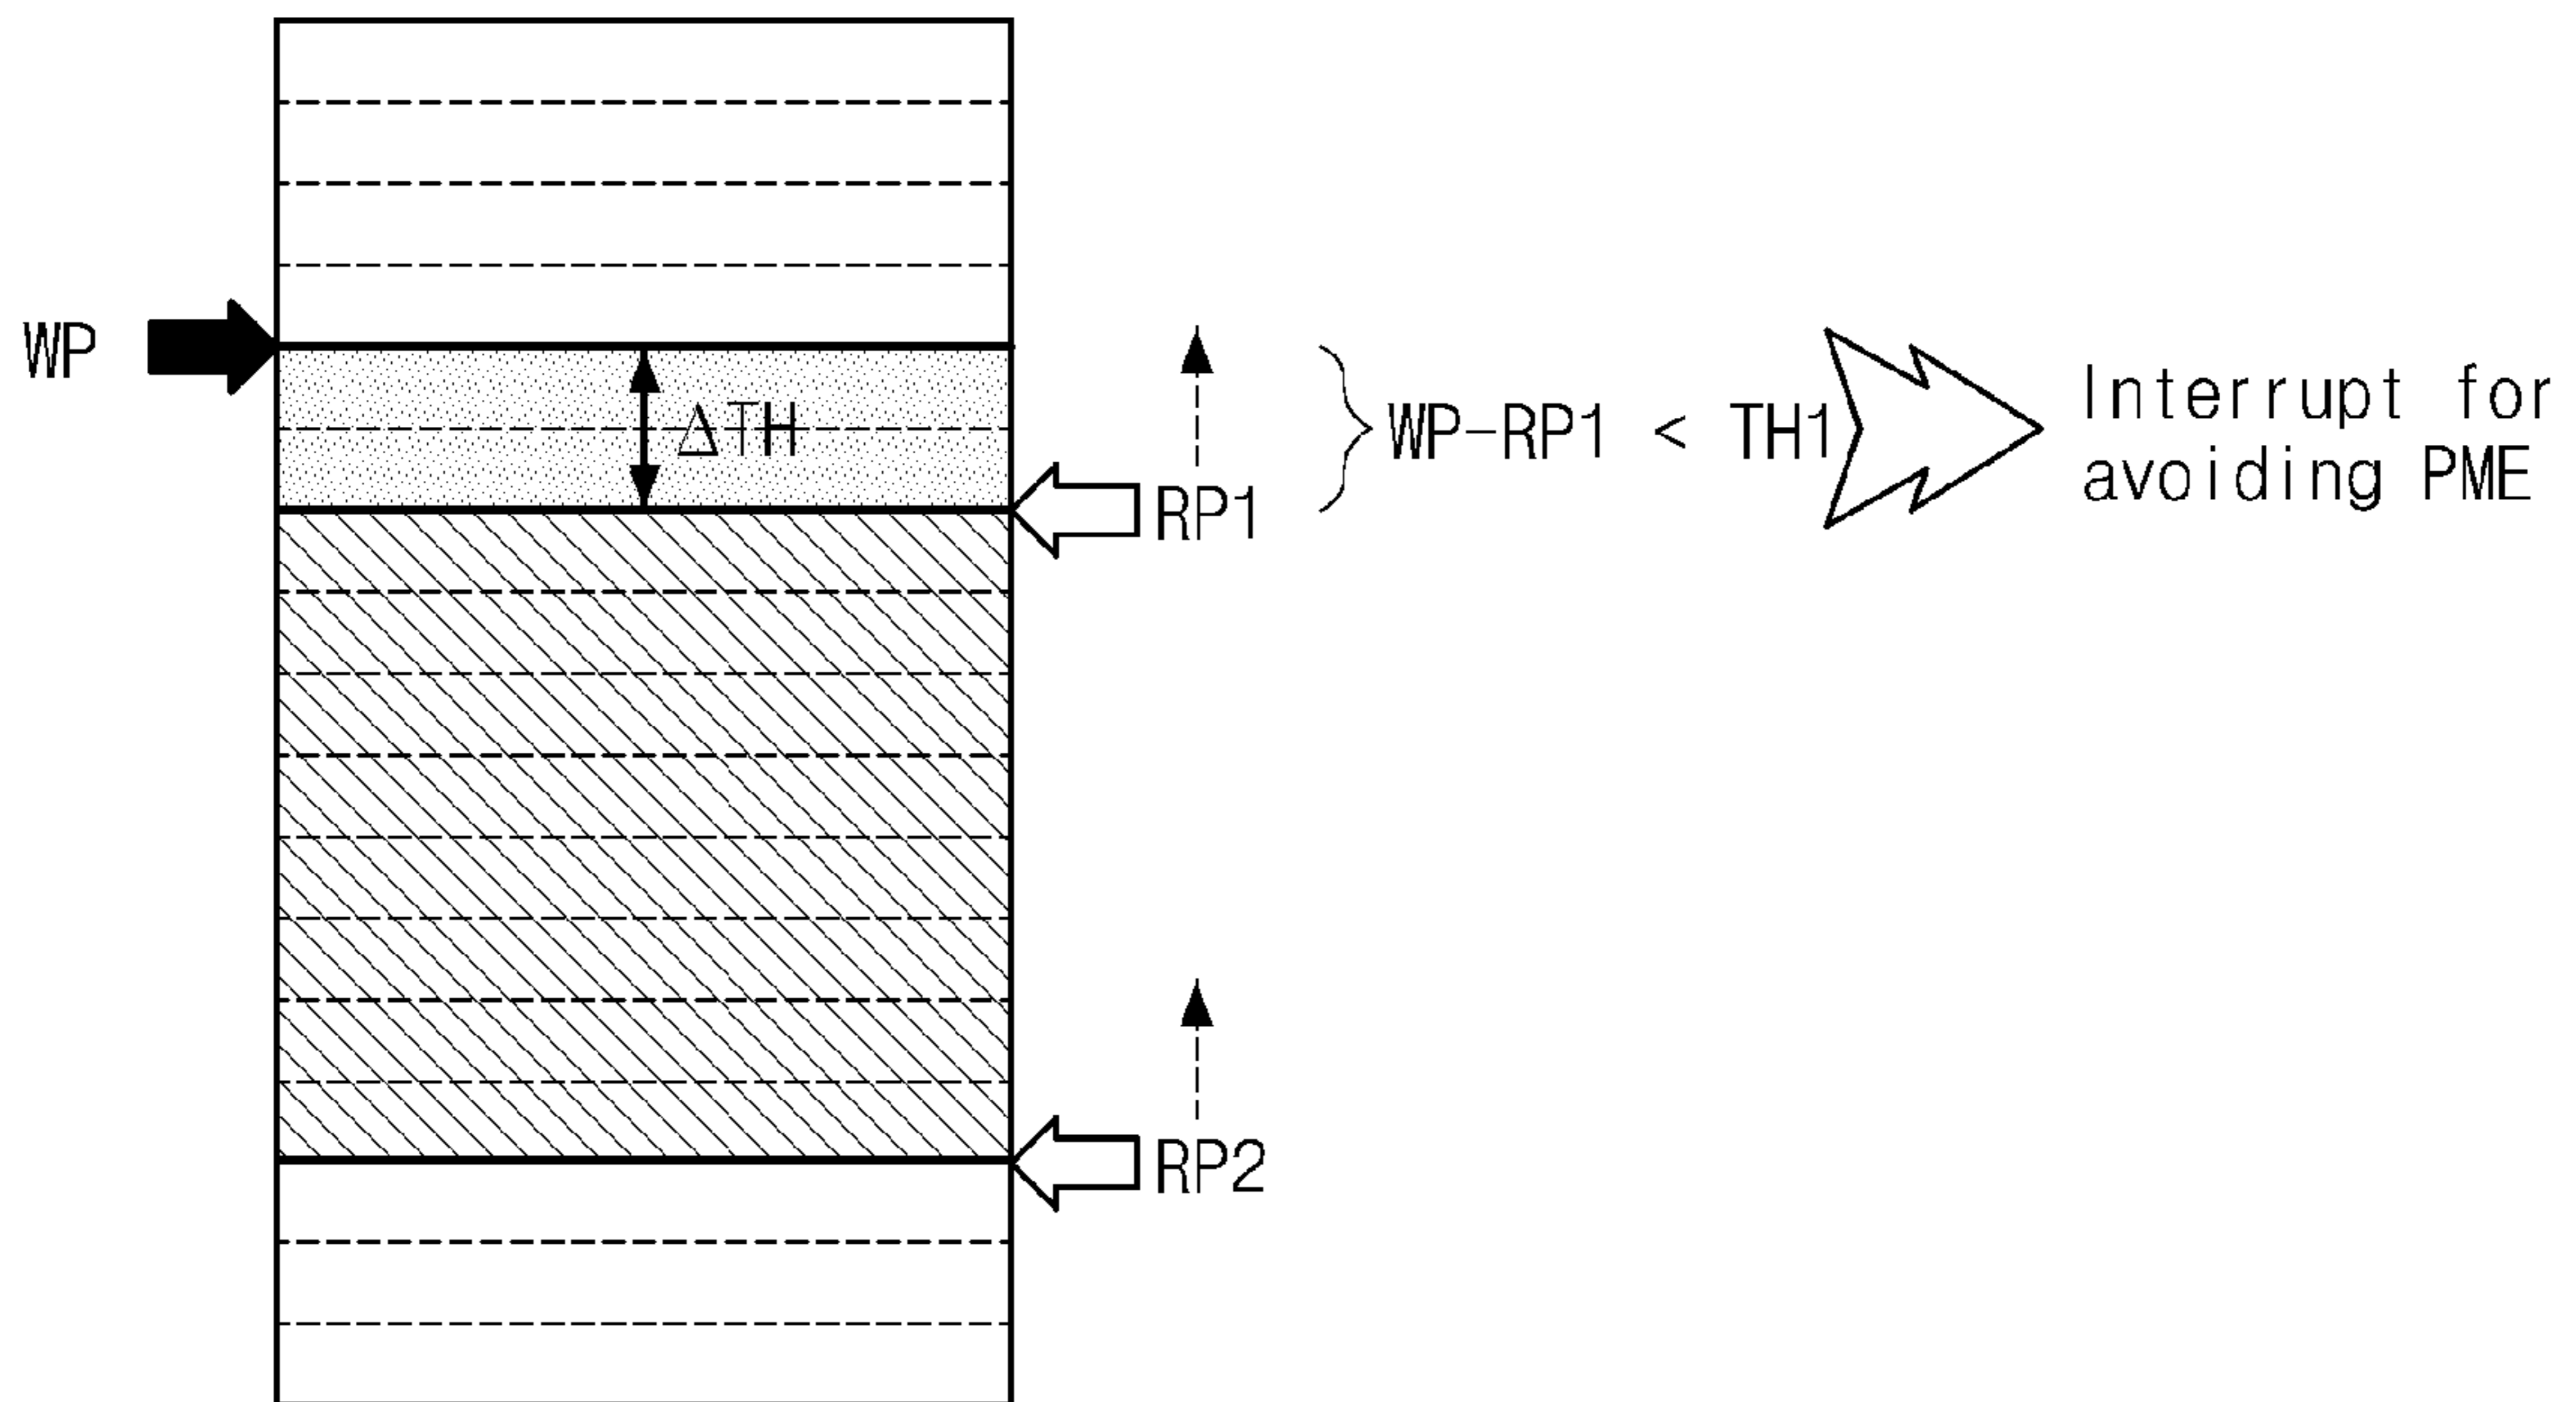 WP
ΔTH
WP-RP1 < TH1
Interrupt for
avoiding PME
RP1
RP2